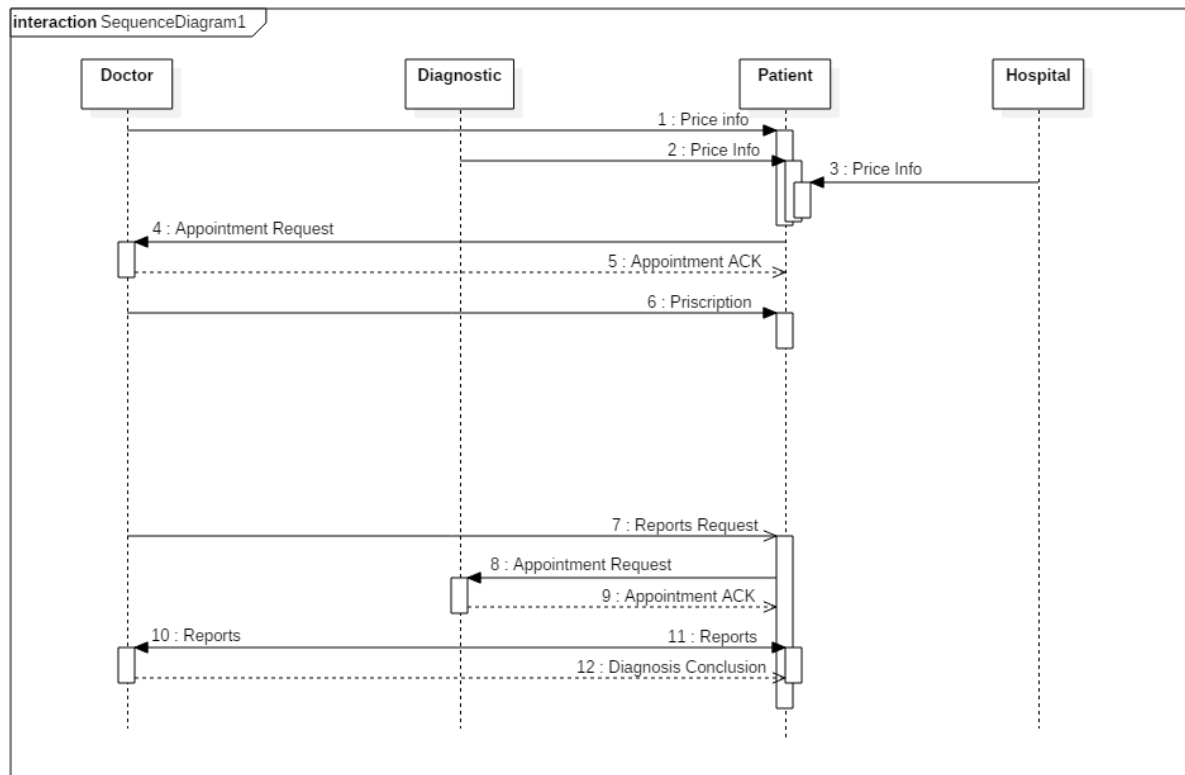 interaction SequenceDiagram1
Doctor
Diagnostic
Patient
Hospital
1 : Price info
2 : Price Info
3 : Price Info
4 : Appointment Request
5 : Appointment ACK
6 : Priscription
7 : Reports Request
8 : Appointment Request
9 : Appointment ACK
10 : Reports
11 : Reports
12 : Diagnosis Conclusion